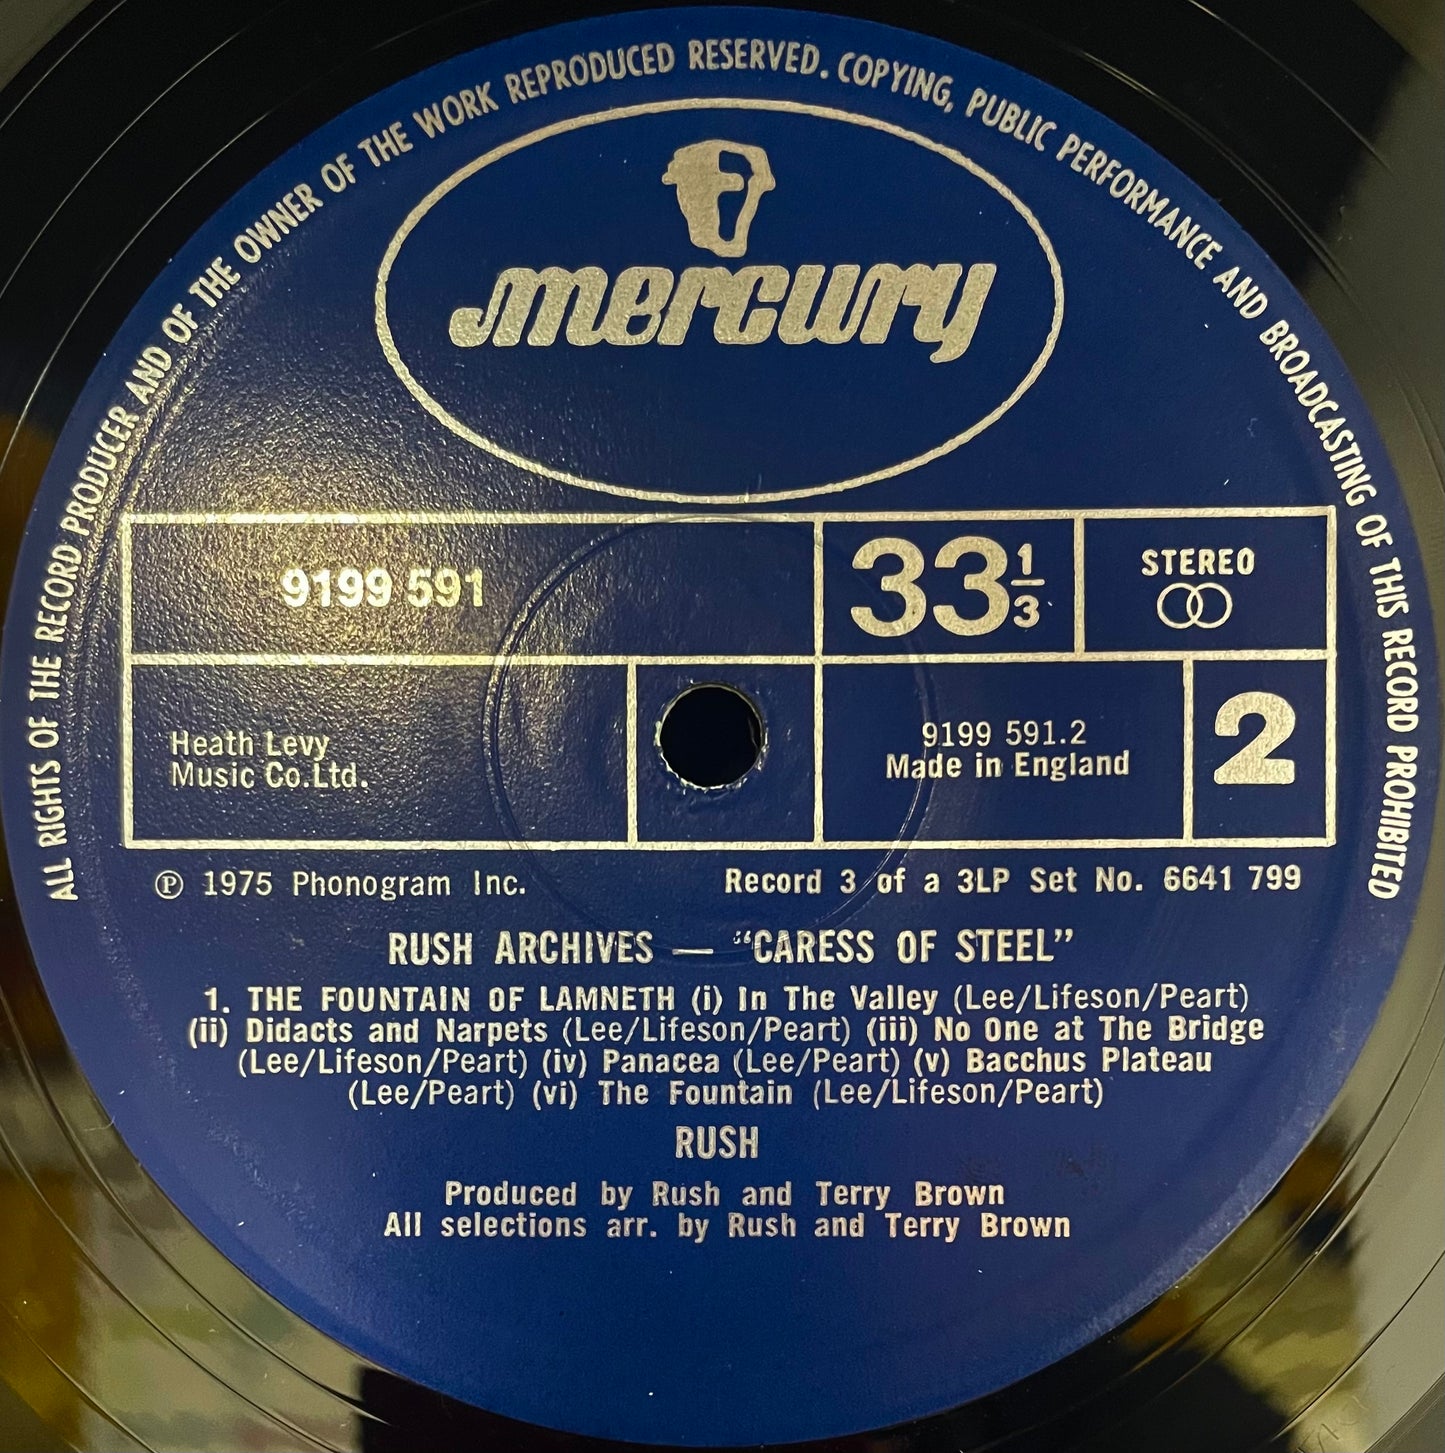 ALL RIGHTS OF THE RECORD PRODUCER AND OF THE OWNER OF THE WORK REPRODUCED RESERVED. COPYING, PUBLIC PERFORMANCE AND BROADCASTING OF THIS RECORD PROHIBITED
mercury
9199 591
33 1/3
STEREO
Heath Levy
Music Co.Ltd.
9199 591.2
Made in England
2
℗ 1975 Phonogram Inc.
Record 3 of a 3LP Set No. 6641 799
RUSH ARCHIVES — "CARESS OF STEEL"
1. THE FOUNTAIN OF LAMNETH (i) In The Valley (Lee/Lifeson/Peart)
(ii) Didacts and Narpets (Lee/Lifeson/Peart) (iii) No One at The Bridge
(Lee/Lifeson/Peart) (iv) Panacea (Lee/Peart) (v) Bacchus Plateau
(Lee/Peart) (vi) The Fountain (Lee/Lifeson/Peart)
RUSH
Produced by Rush and Terry Brown
All selections arr. by Rush and Terry Brown